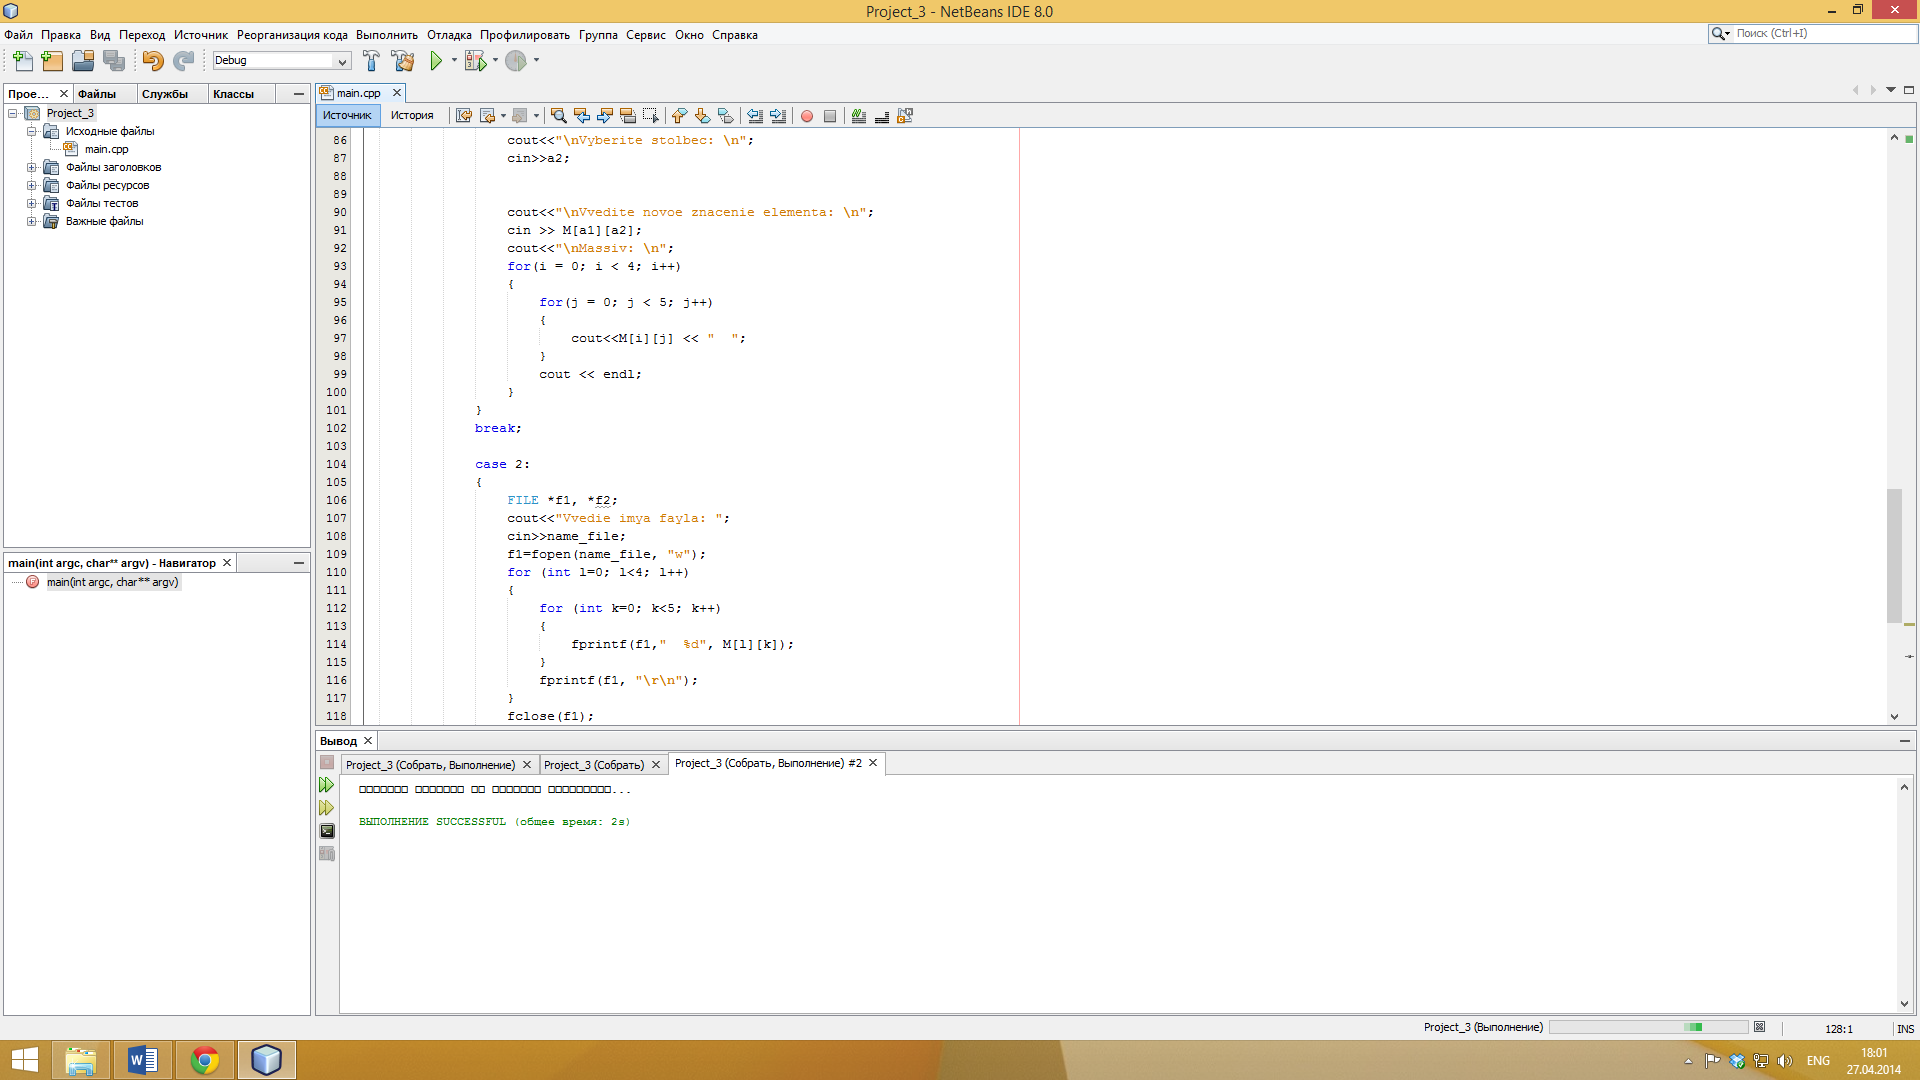 Project_3 - NetBeans IDE 8.0
Файл Правка Вид Переход Источник Реорганизация кода Выполнить Отладка Профилировать Группа Сервис Окно Справка
Поиск (Ctrl+I)
Debug
Прое... Файлы Службы Классы
Project_3
Исходные файлы
main.cpp
Файлы заголовков
Файлы ресурсов
Файлы тестов
Важные файлы
main(int argc, char** argv) - Навигатор
main(int argc, char** argv)
main.cpp
Источник История
86 cout<<"\nVyberite stolbec: \n";
87 cin>>a2;
88
89
90 cout<<"\nVvedite novoe znacenie elementa: \n";
91 cin >> M[a1][a2];
92 cout<<"\nMassiv: \n";
93 for(i = 0; i < 4; i++)
94 {
95 for(j = 0; j < 5; j++)
96 {
97 cout<<M[i][j] << "  ";
98 }
99 cout << endl;
100 }
101 }
102 break;
103
104 case 2:
105 {
106 FILE *f1, *f2;
107 cout<<"Vvedie imya fayla: ";
108 cin>>name_file;
109 f1=fopen(name_file, "w");
110 for (int l=0; l<4; l++)
111 {
112 for (int k=0; k<5; k++)
113 {
114 fprintf(f1,"  %d", M[l][k]);
115 }
116 fprintf(f1, "\r\n");
117 }
118 fclose(f1);
Вывод
Project_3 (Собрать, Выполнение) Project_3 (Собрать) Project_3 (Собрать, Выполнение) #2
□□□□□□□ □□□□□□□ □□ □□□□□□□ □□□□□□□□□...
ВЫПОЛНЕНИЕ SUCCESSFUL (общее время: 2s)
Project_3 (Выполнение) 128:1 INS
ENG
18:01
27.04.2014